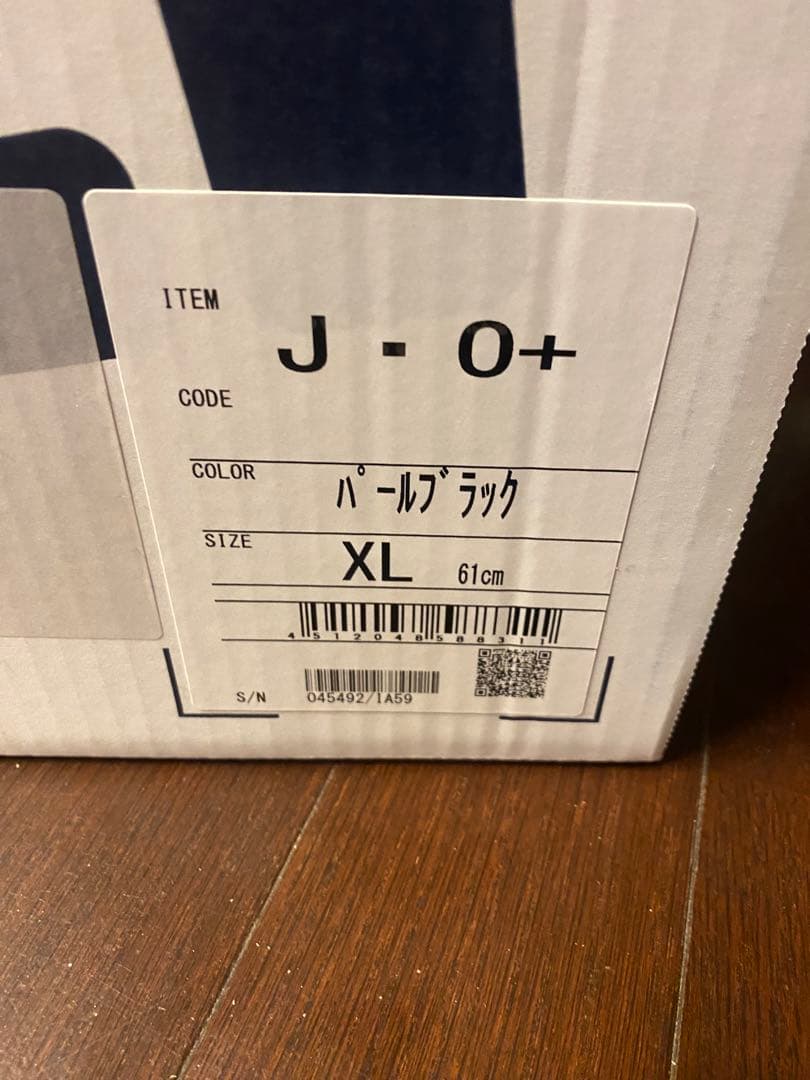 ITEM
J・O+
CODE
COLOR
ﾊﾟｰﾙﾌﾞﾗｯｸ
SIZE
XL 61cm
4512048588311
S/N 045492/IA59